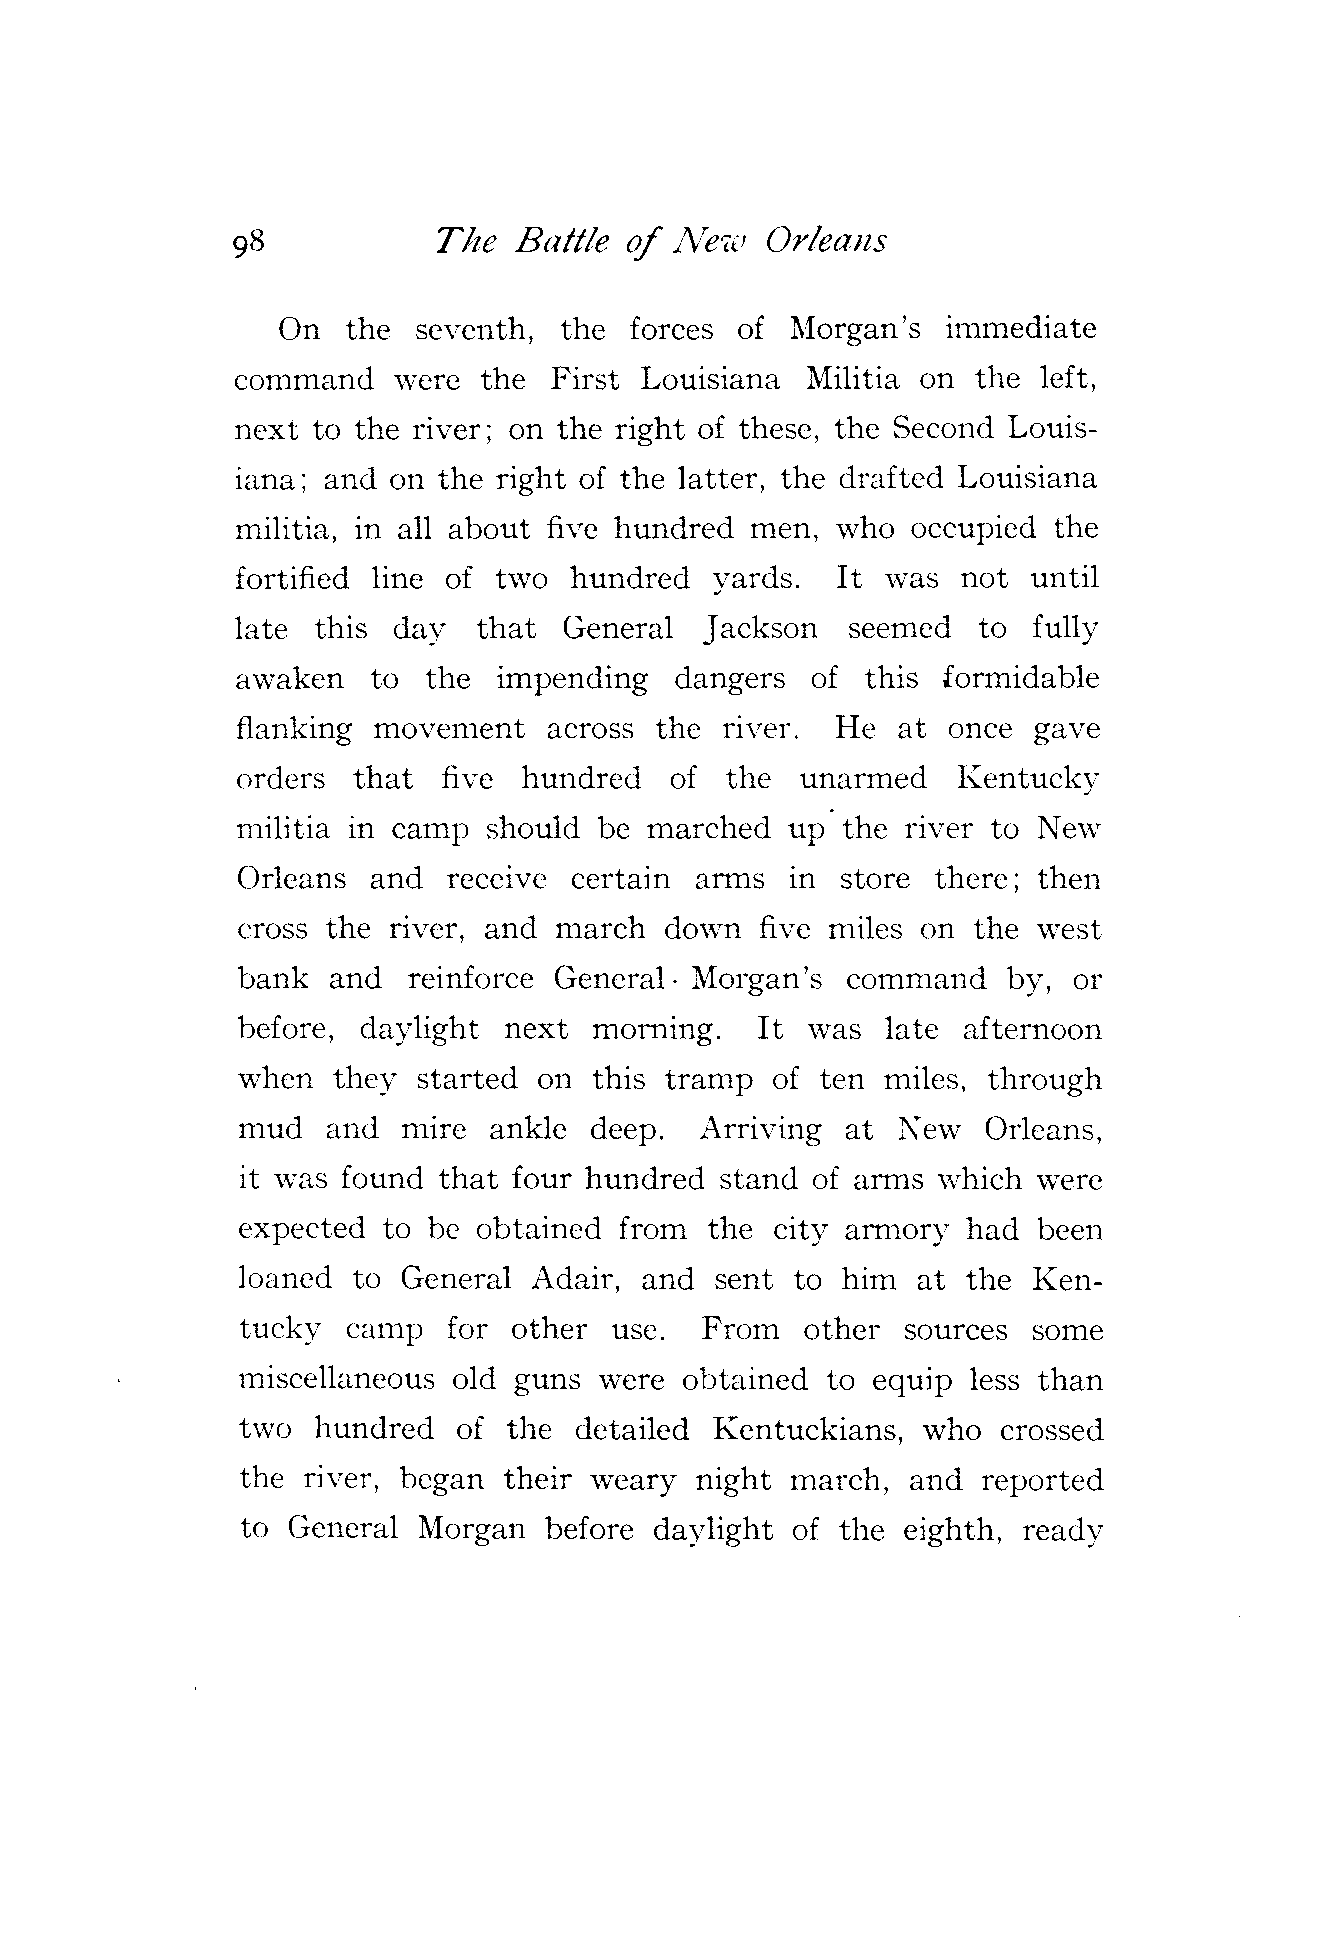 98 The Battle of New Orleans
On the seventh, the forces of Morgan's immediate
command were the First Louisiana Militia on the left,
next to the river; on the right of these, the Second Louis-
iana; and on the right of the latter, the drafted Louisiana
militia, in all about five hundred men, who occupied the
fortified line of two hundred yards. It was not until
late this day that General Jackson seemed to fully
awaken to the impending dangers of this formidable
flanking movement across the river. He at once gave
orders that five hundred of the unarmed Kentucky
militia in camp should be marched up the river to New
Orleans and receive certain arms in store there; then
cross the river, and march down five miles on the west
bank and reinforce General Morgan's command by, or
before, daylight next morning. It was late afternoon
when they started on this tramp of ten miles, through
mud and mire ankle deep. Arriving at New Orleans,
it was found that four hundred stand of arms which were
expected to be obtained from the city armory had been
loaned to General Adair, and sent to him at the Ken-
tucky camp for other use. From other sources some
miscellaneous old guns were obtained to equip less than
two hundred of the detailed Kentuckians, who crossed
the river, began their weary night march, and reported
to General Morgan before daylight of the eighth, ready